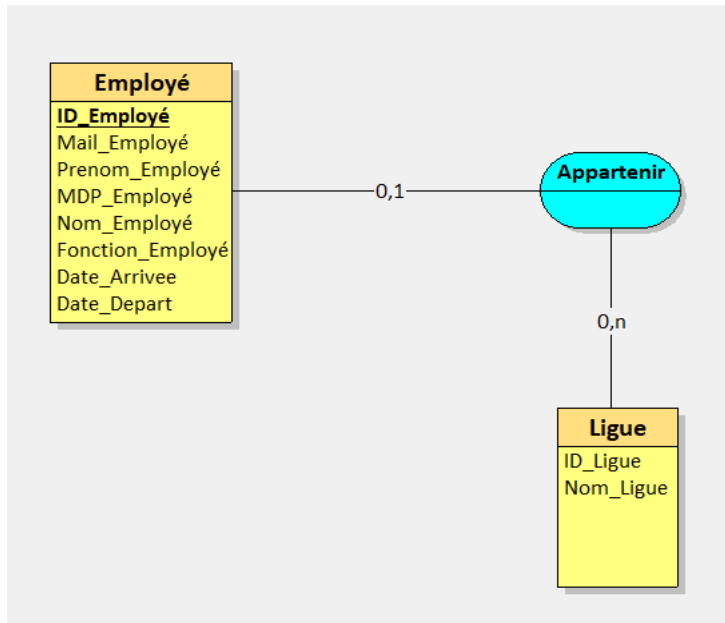 Employé
ID_Employé
Mail_Employé
Prenom_Employé
MDP_Employé
Nom_Employé
Fonction_Employé
Date_Arrivee
Date_Depart
0,1
Appartenir
0,n
Ligue
ID_Ligue
Nom_Ligue